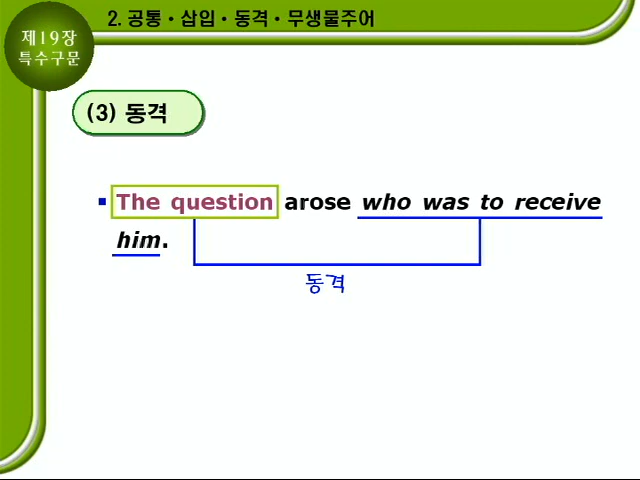 제19장
특수구문
2. 공통·삽입·동격·무생물주어
(3) 동격
The question arose who was to receive
him.
동격